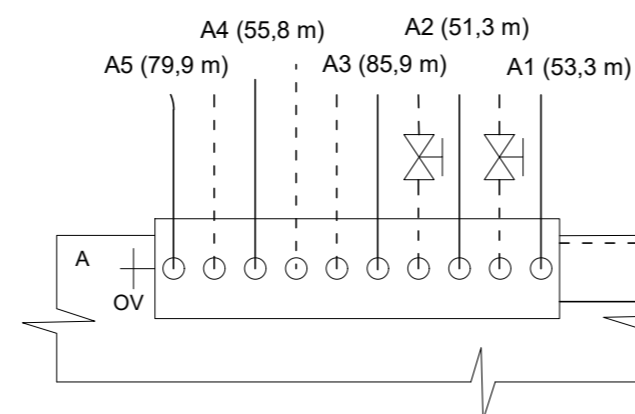 A4 (55,8 m)
A2 (51,3 m)
A5 (79,9 m)
A3 (85,9 m)
A1 (53,3 m)
A
OV